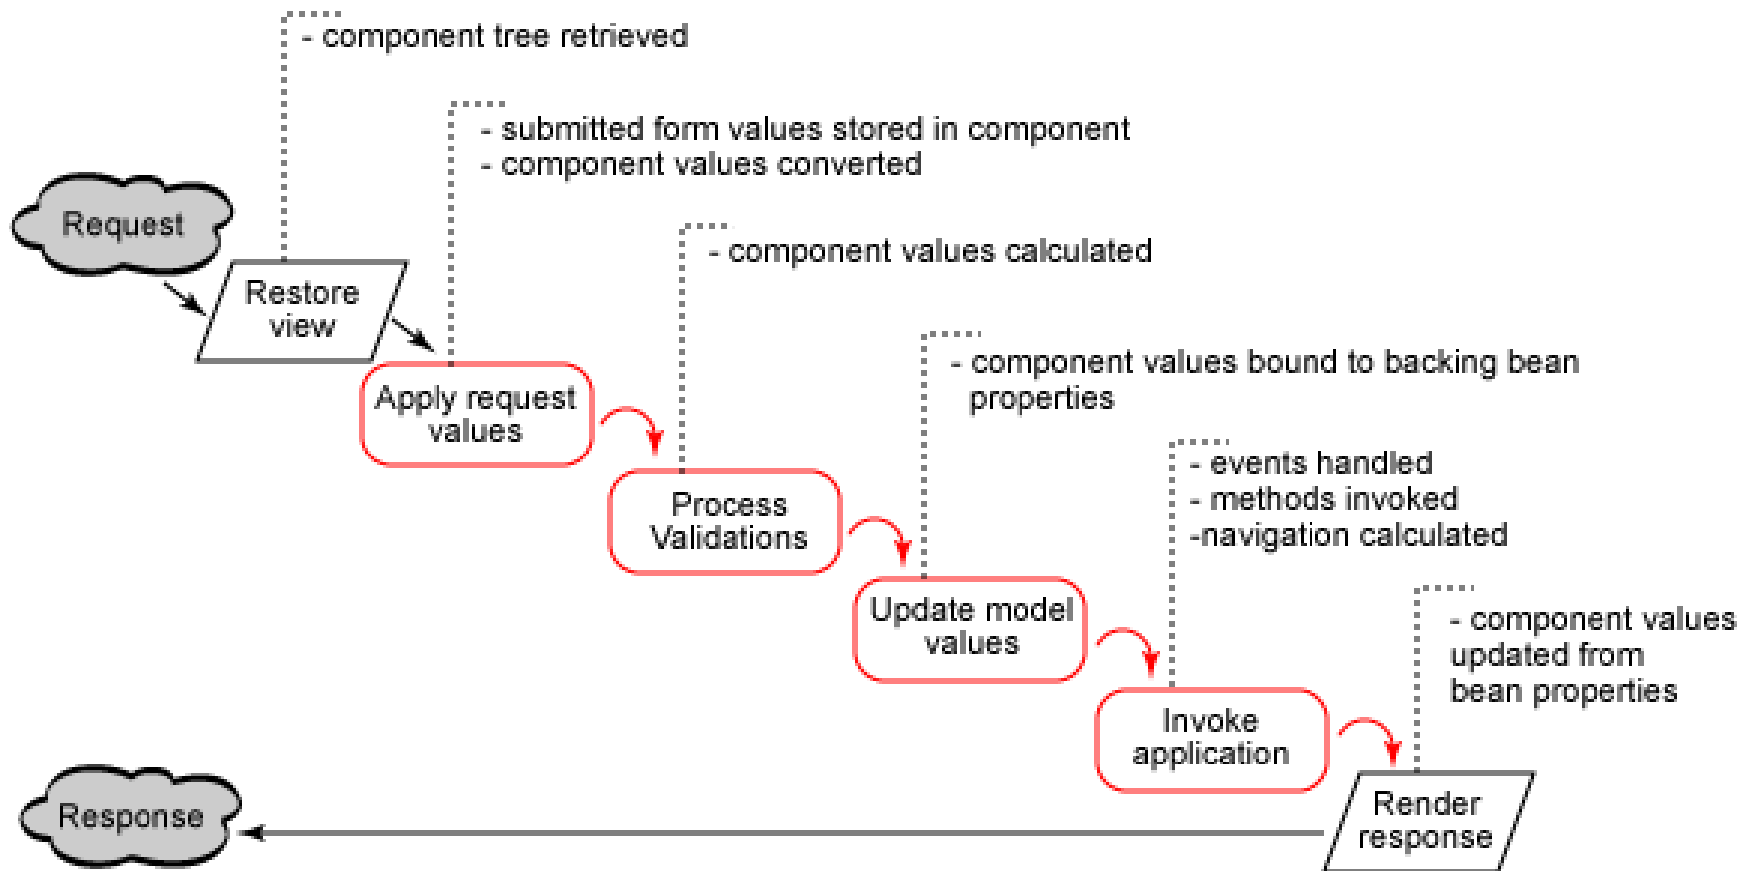 - component tree retrieved
- submitted form values stored in component
- component values converted
Request
- component values calculated
Restore
view
- component values bound to backing bean
properties
Apply request
values
- events handled
- methods invoked
-navigation calculated
Process
Validations
Update model
values
- component values
updated from
bean properties
Invoke
application
Response
Render
response